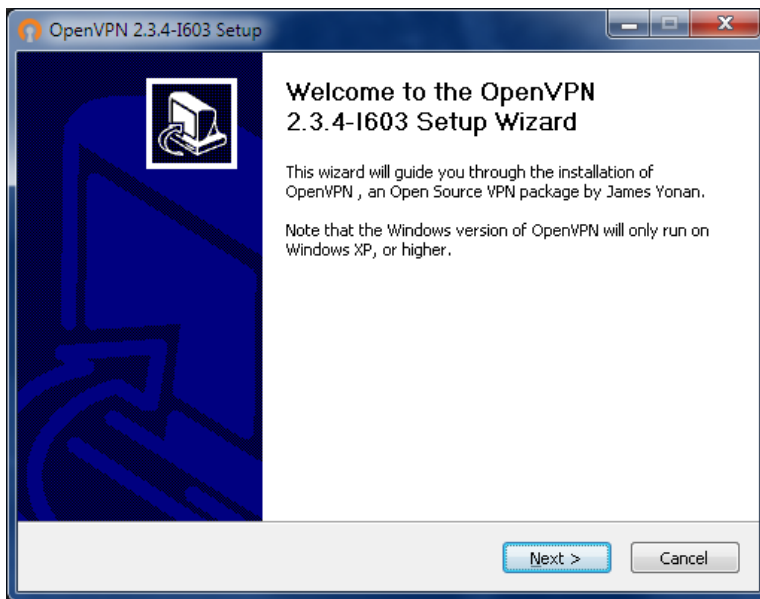 OpenVPN 2.3.4-I603 Setup
Welcome to the OpenVPN
2.3.4-I603 Setup Wizard
This wizard will guide you through the installation of
OpenVPN , an Open Source VPN package by James Yonan.
Note that the Windows version of OpenVPN will only run on
Windows XP, or higher.
Next >
Cancel